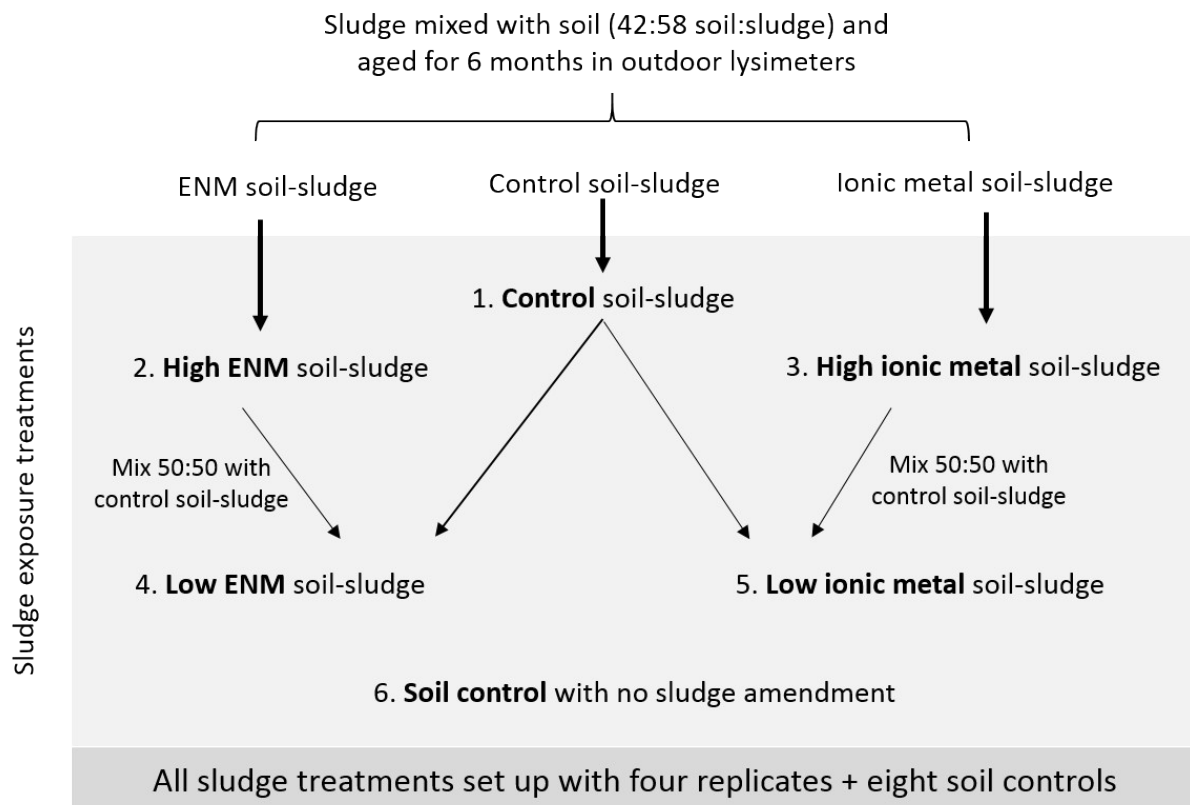 Sludge mixed with soil (42:58 soil:sludge) and
aged for 6 months in outdoor lysimeters
ENM soil-sludge
Control soil-sludge
Ionic metal soil-sludge
Sludge exposure treatments
1. Control soil-sludge
2. High ENM soil-sludge
3. High ionic metal soil-sludge
Mix 50:50 with
control soil-sludge
Mix 50:50 with
control soil-sludge
4. Low ENM soil-sludge
5. Low ionic metal soil-sludge
6. Soil control with no sludge amendment
All sludge treatments set up with four replicates + eight soil controls